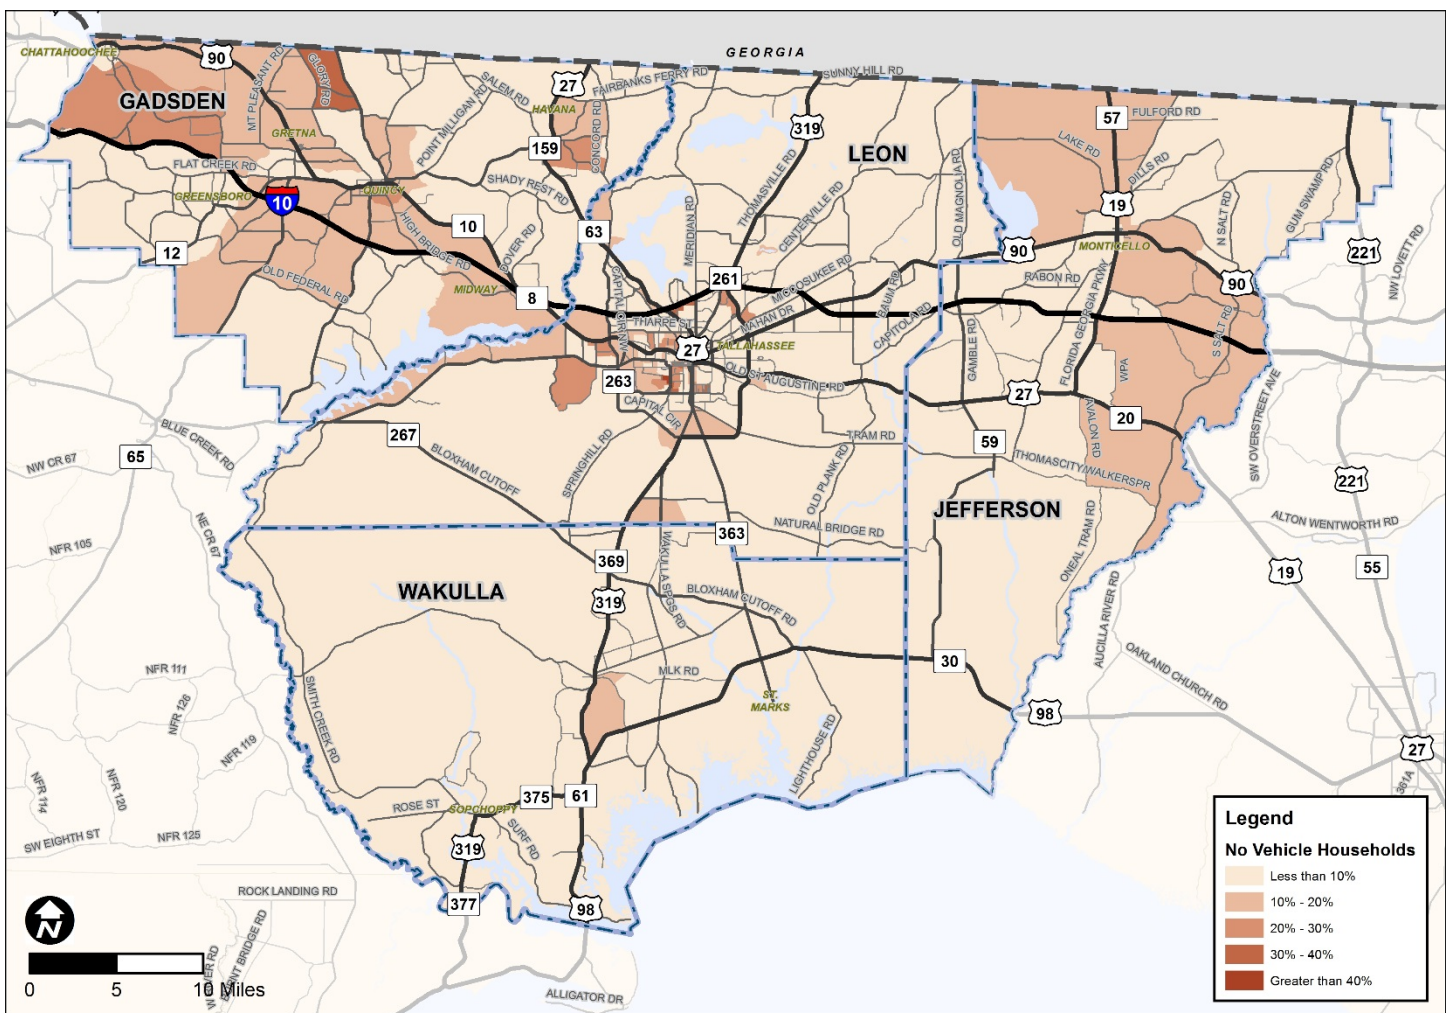 GEORGIA
CHATTAHOOCHEE
90
GADSDEN
MT PLEASANT RD
GLORY RD
GRETNA
SALEM RD
POINT MILLIGAN RD
27
HAVANA
FAIRBANKS FERRY RD
CONCORD RD
159
SUNNY HILL RD
319
LEON
THOMASVILLE RD
CENTERVILLE RD
MERIDIAN RD
OLD MAGNOLIA RD
57
FULFORD RD
LAKE RD
DILLS RD
19
N SALT RD
GUM SWAMP RD
221
NW LOVETT RD
FLAT CREEK RD
GREENSBORO
10
QUINCY
SHADY REST RD
HIGH BRIDGE RD
10
DOVER RD
63
12
OLD FEDERAL RD
MIDWAY
8
CAPITAL CIR NW
261
MICCOSUKEE RD
MAHAN DR
THARPE ST
TALLAHASSEE
27
BAUM RD
CAPITOLA RD
90
MONTICELLO
RABON RD
FLORIDA GEORGIA PKWY
90
S SALT RD
GAMBLE RD
WPA
263
OLD ST AUGUSTINE RD
CAPITAL CIR
27
AVALON RD
20
SW OVERSTREET AVE
267
BLOXHAM CUTOFF
SPRINGHILL RD
TRAM RD
OLD PLANK RD
59
THOMASCITY/WALKERSPR
BLUE CREEK RD
65
NW CR 67
NE CR 67
NFR 105
JEFFERSON
ONEAL TRAM RD
221
ALTON WENTWORTH RD
NATURAL BRIDGE RD
363
369
WAKULLA SPGS RD
WAKULLA
319
BLOXHAM CUTOFF RD
19
55
AUCILLA RIVER RD
OAKLAND CHURCH RD
NFR 111
NFR 126
NFR 119
NFR 114
NFR 120
NFR 125
SW EIGHTH ST
SMITH CREEK RD
MLK RD
ST.
MARKS
LIGHTHOUSE RD
30
98
27
361A
ROSE ST
SOPCHOPPY
375
61
SURF RD
319
377
98
ROCK LANDING RD
ALLIGATOR DR
N
0 5 10 Miles
Legend
No Vehicle Households
Less than 10%
10% - 20%
20% - 30%
30% - 40%
Greater than 40%